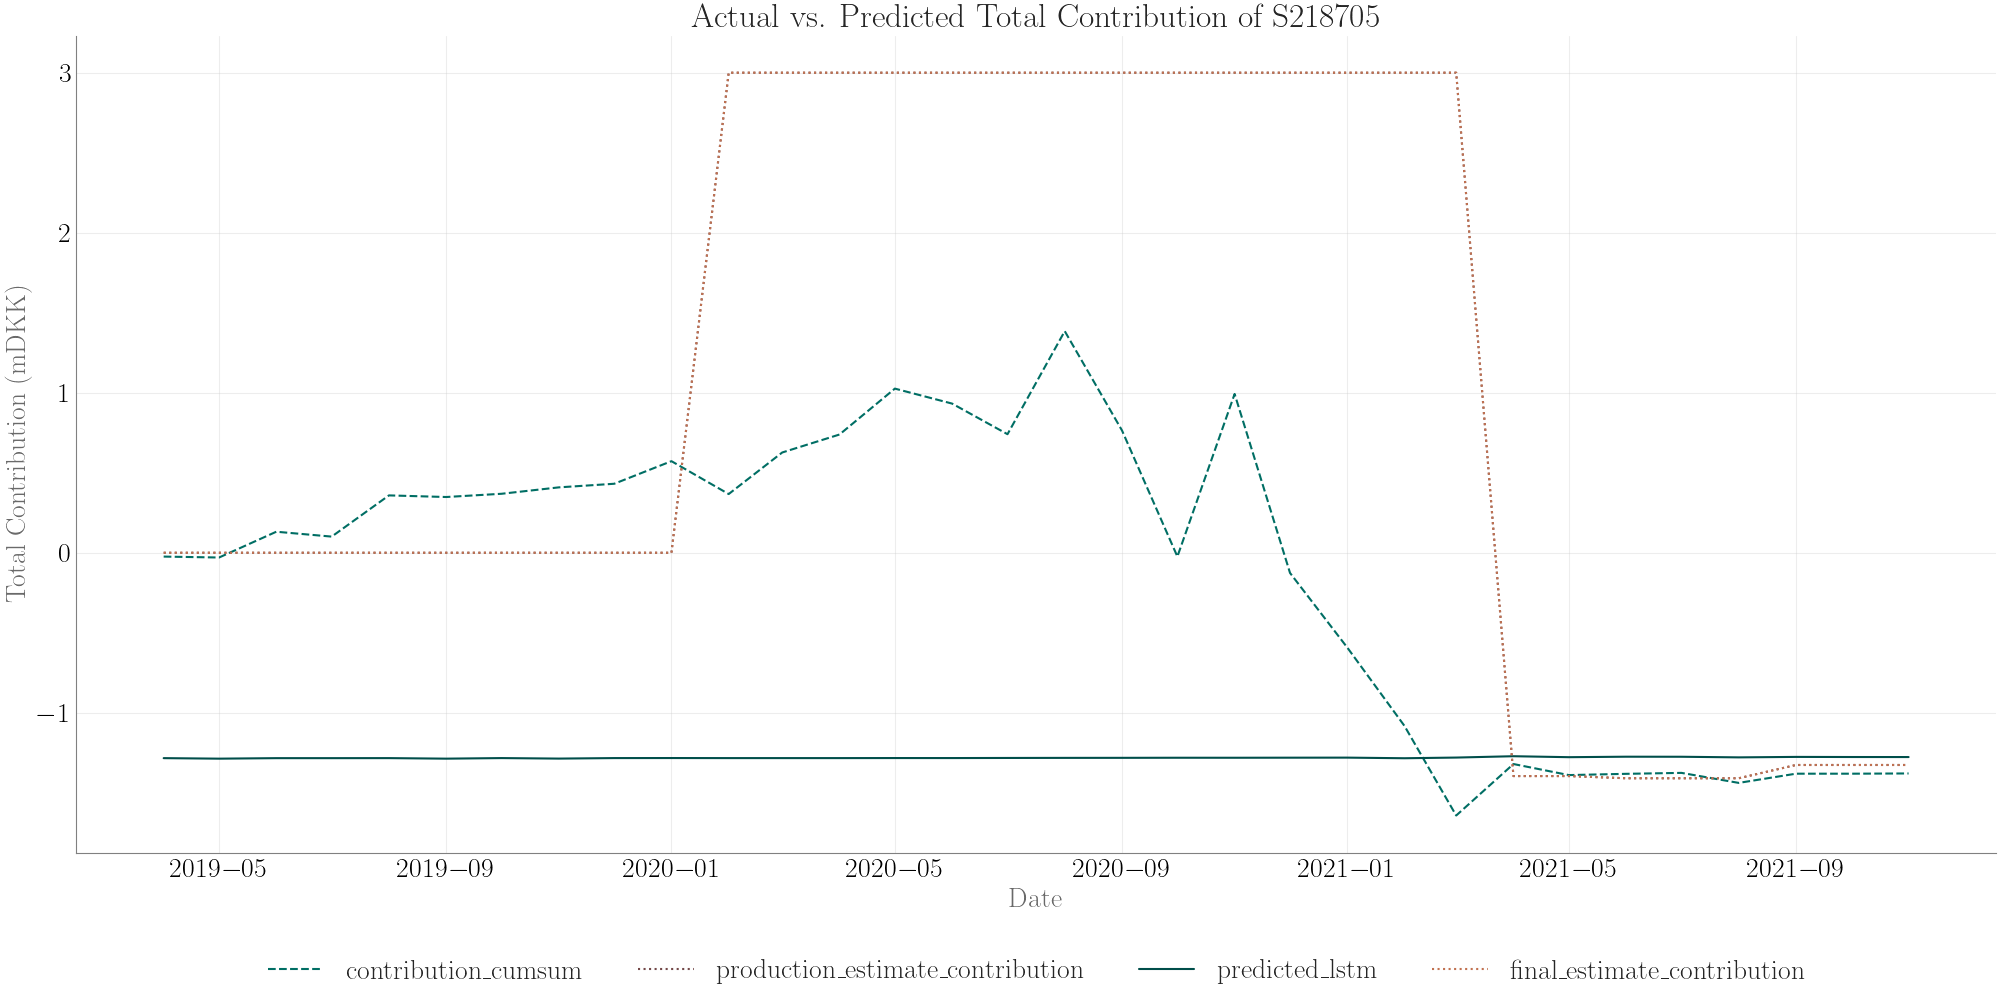 Actual vs. Predicted Total Contribution of S218705
Total Contribution (mDKK)
3
2
1
0
−1
2019−05 2019−09 2020−01 2020−05 2020−09 2021−01 2021−05 2021−09
Date
contribution_cumsum production_estimate_contribution predicted_lstm final_estimate_contribution